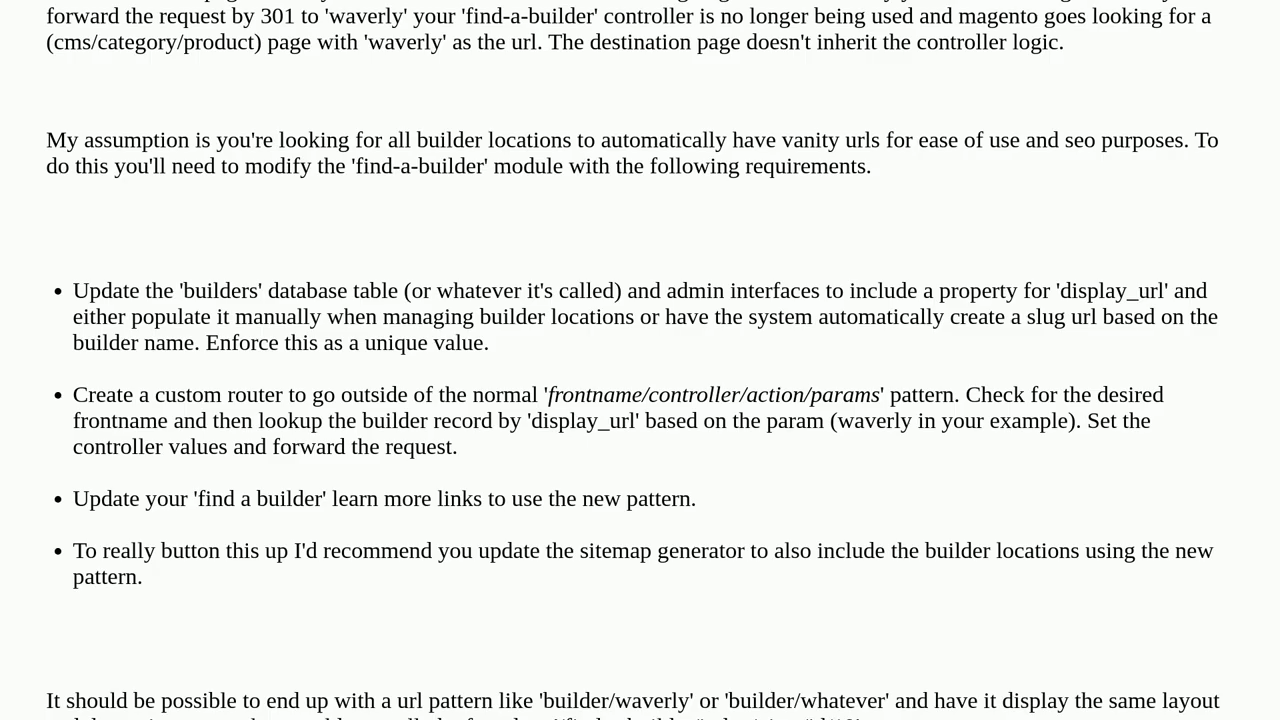 forward the request by 301 to 'waverly' your 'find-a-builder' controller is no longer being used and magento goes looking for a
(cms/category/product) page with 'waverly' as the url. The destination page doesn't inherit the controller logic.
My assumption is you're looking for all builder locations to automatically have vanity urls for ease of use and seo purposes. To
do this you'll need to modify the 'find-a-builder' module with the following requirements.
• Update the 'builders' database table (or whatever it's called) and admin interfaces to include a property for 'display_url' and
either populate it manually when managing builder locations or have the system automatically create a slug url based on the
builder name. Enforce this as a unique value.
• Create a custom router to go outside of the normal 'frontname/controller/action/params' pattern. Check for the desired
frontname and then lookup the builder record by 'display_url' based on the param (waverly in your example). Set the
controller values and forward the request.
• Update your 'find a builder' learn more links to use the new pattern.
• To really button this up I'd recommend you update the sitemap generator to also include the builder locations using the new
pattern.
It should be possible to end up with a url pattern like 'builder/waverly' or 'builder/whatever' and have it display the same layout